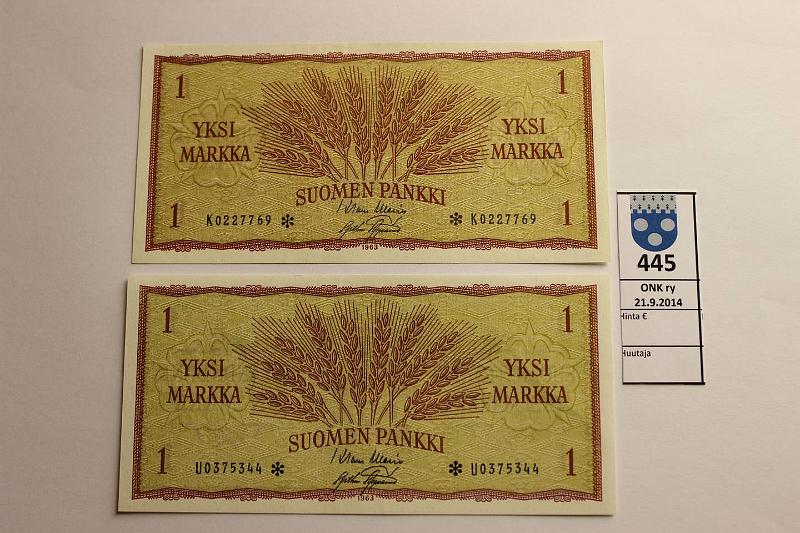 1 1
YKSI MARKKA
YKSI MARKKA
SUOMEN PANKKI
1 K0227769 * * K0227769 1
1963
1 1
YKSI MARKKA
YKSI MARKKA
SUOMEN PANKKI
1 U0375344 * * U0375344 1
1963
445
ONK ry
21.9.2014
Hinta €
Huutaja